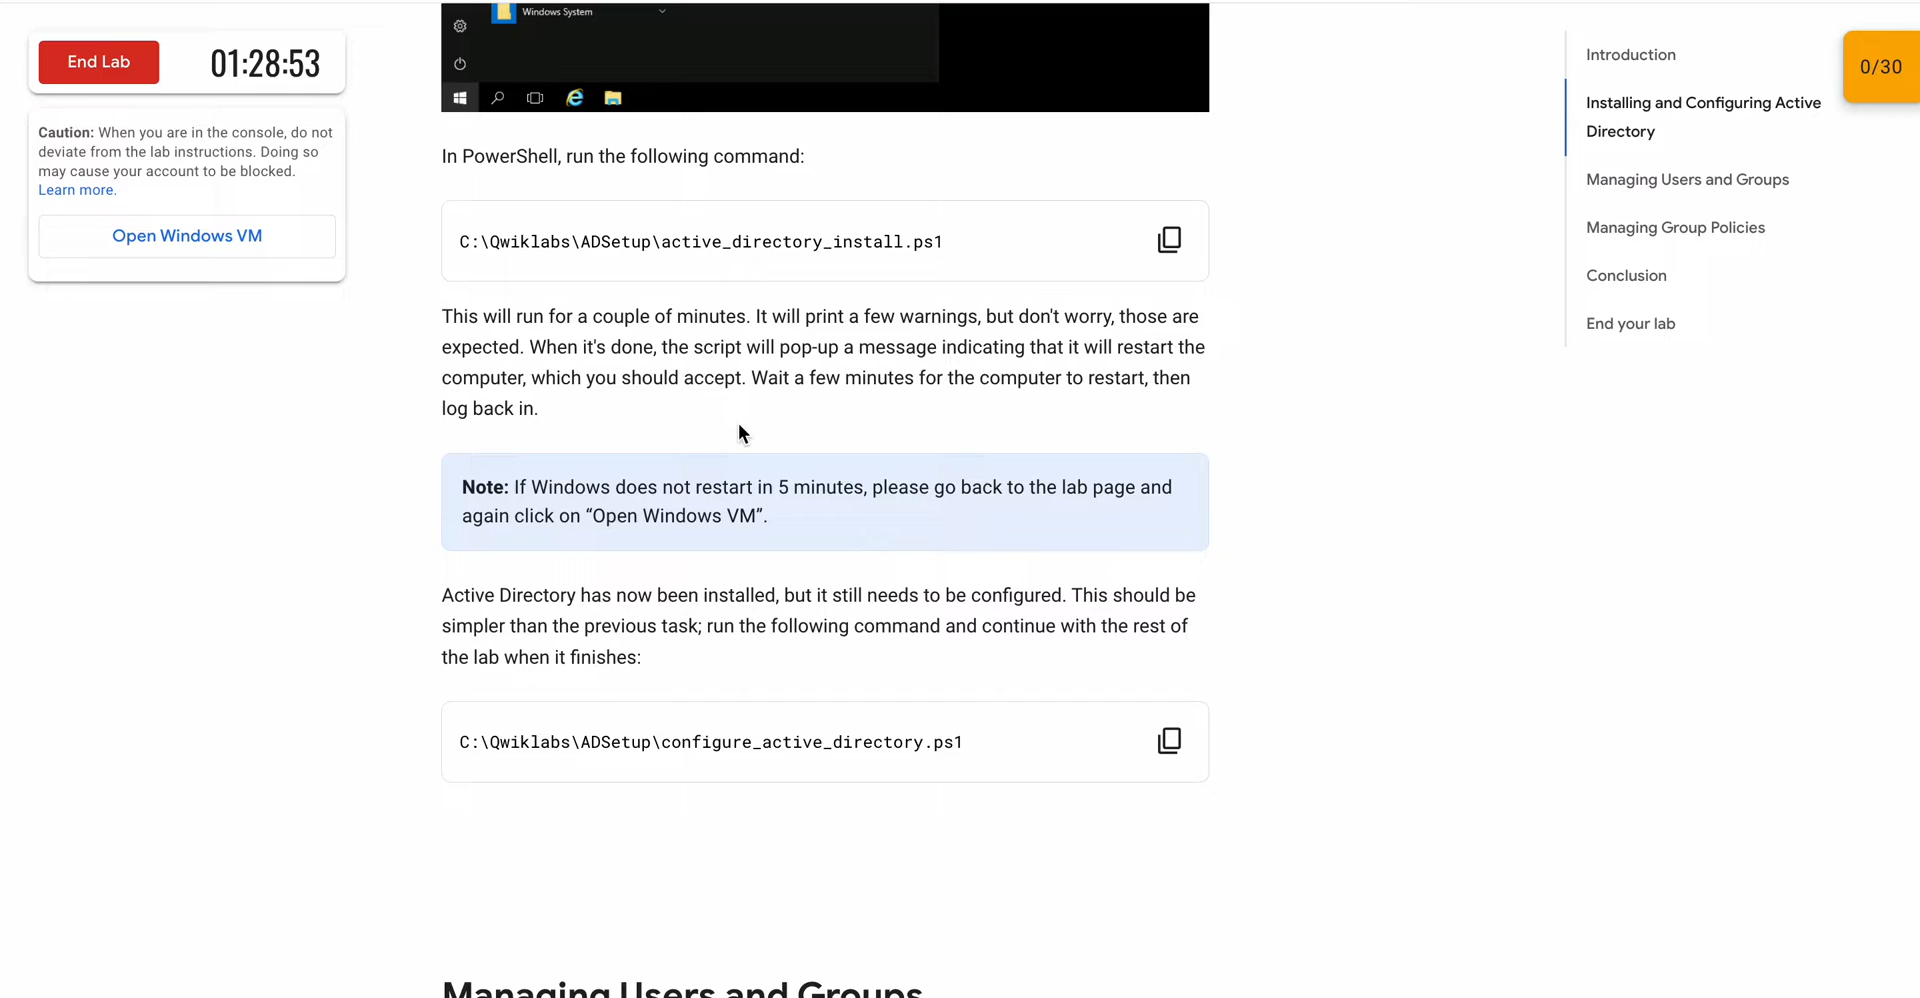 Windows System
End Lab
01:28:53
Caution: When you are in the console, do not
deviate from the lab instructions. Doing so
may cause your account to be blocked.
Learn more.
Open Windows VM
In PowerShell, run the following command:
C:\Qwiklabs\ADSetup\active_directory_install.ps1
This will run for a couple of minutes. It will print a few warnings, but don't worry, those are
expected. When it's done, the script will pop-up a message indicating that it will restart the
computer, which you should accept. Wait a few minutes for the computer to restart, then
log back in.
Note: If Windows does not restart in 5 minutes, please go back to the lab page and
again click on “Open Windows VM”.
Active Directory has now been installed, but it still needs to be configured. This should be
simpler than the previous task; run the following command and continue with the rest of
the lab when it finishes:
C:\Qwiklabs\ADSetup\configure_active_directory.ps1
Managing Users and Groups
Introduction
Installing and Configuring Active
Directory
Managing Users and Groups
Managing Group Policies
Conclusion
End your lab
0/30